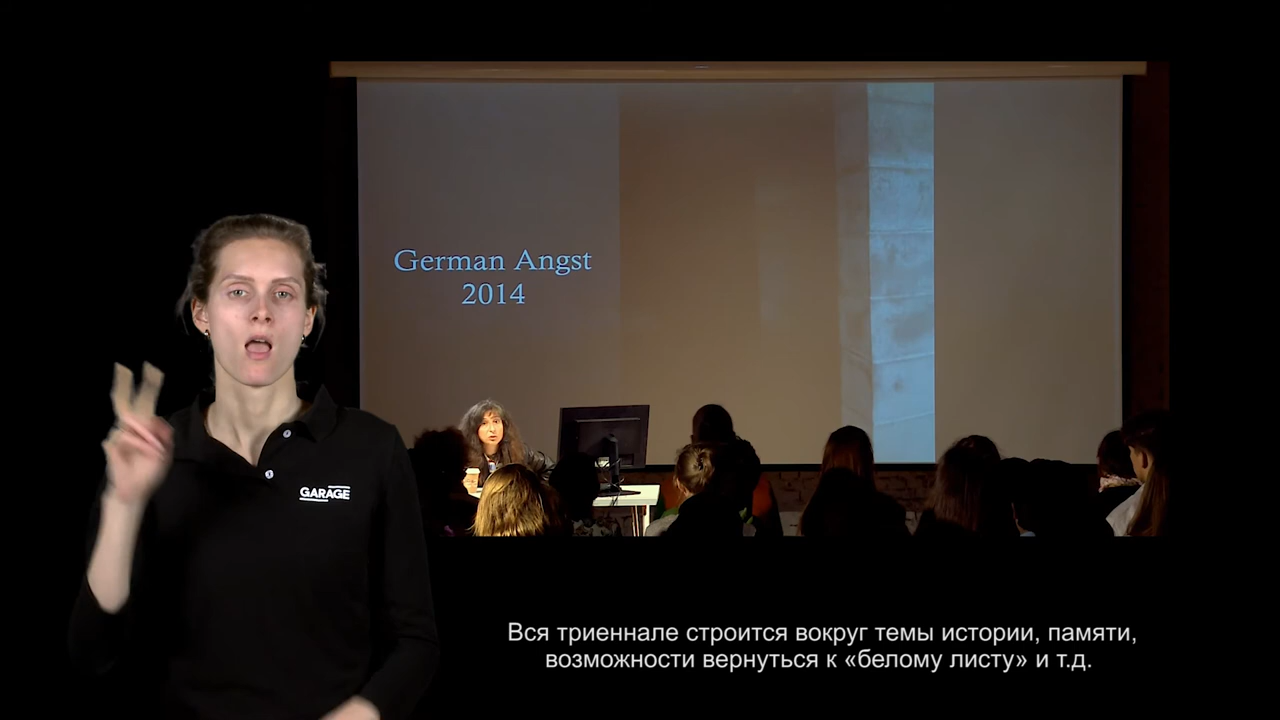 German Angst
2014
GARAGE
Вся триеннале строится вокруг темы истории, памяти,
возможности вернуться к «белому листу» и т.д.